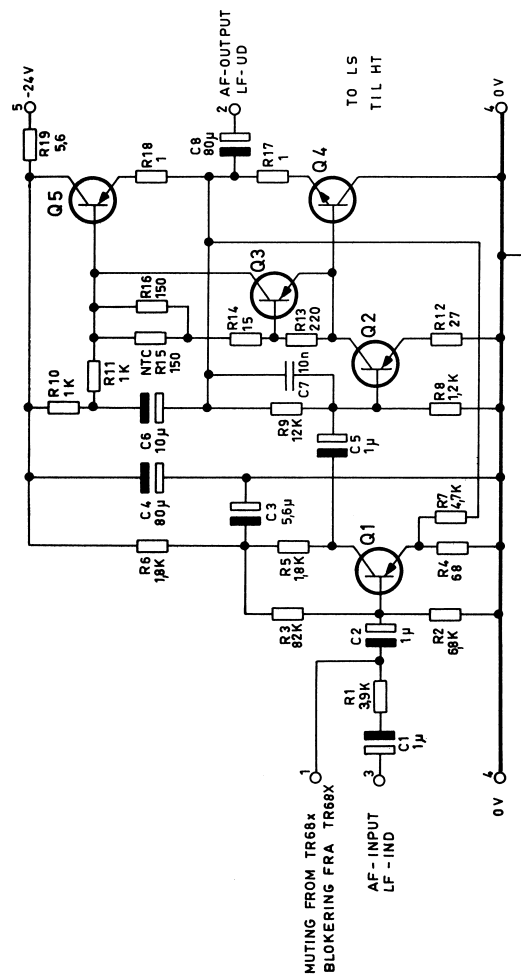 MUTING FROM TR68x
BLOKERING FRA TR68X
1
AF-INPUT
LF-IND
3
0V
4
C1
1µ
R1
3,9K
C2
1µ
R3
82K
R2
6,8K
Q1
R6
1,8K
R5
1,8K
R4
68
R7
4,7K
C4
80µ
C3
5,6µ
C5
1µ
C6
10µ
R10
1K
R11
1K
R9
12K
C7
10n
R8
1,2K
NTC
R15
150
R16
150
R14
15
R13
220
Q2
R12
27
Q3
Q5
R18
1
R17
1
Q4
R19
5,6
C8
80µ
5
-24V
AF-OUTPUT
LF-UD
2
TO LS
TIL HT
4
0V